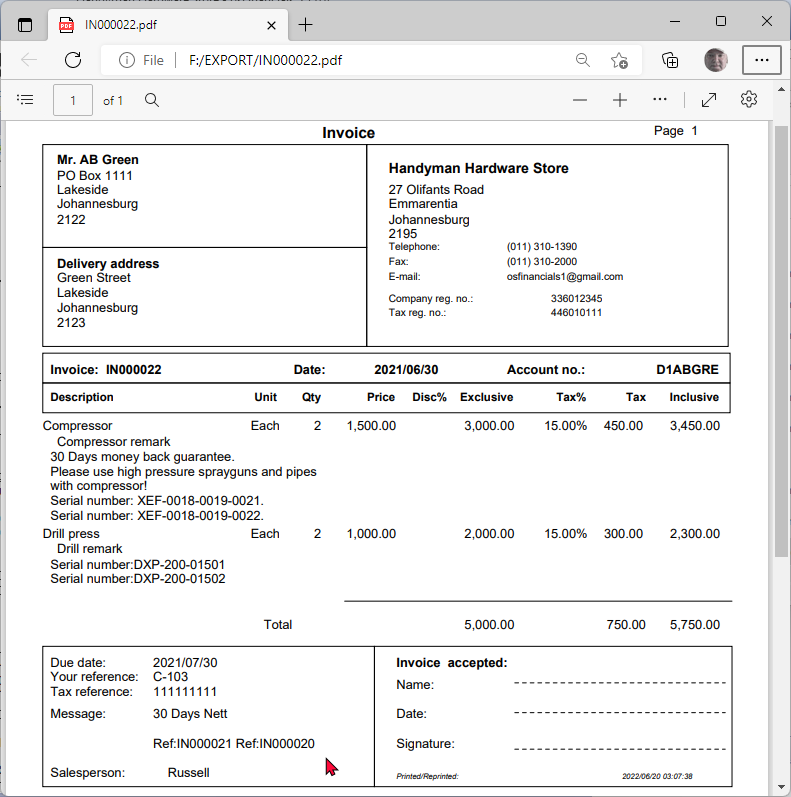 IN000022.pdf
File F:/EXPORT/IN000022.pdf
1 of 1
Invoice Page 1
Mr. AB Green
PO Box 1111
Lakeside
Johannesburg
2122
Delivery address
Green Street
Lakeside
Johannesburg
2123
Handyman Hardware Store
27 Olifants Road
Emmarentia
Johannesburg
2195
Telephone: (011) 310-1390
Fax: (011) 310-2000
E-mail: osfinancials1@gmail.com
Company reg. no.: 336012345
Tax reg. no.: 446010111
Invoice: IN000022 Date: 2021/06/30 Account no.: D1ABGRE
Description Unit Qty Price Disc% Exclusive Tax% Tax Inclusive
Compressor Each 2 1,500.00 3,000.00 15.00% 450.00 3,450.00
Compressor remark
30 Days money back guarantee.
Please use high pressure sprayguns and pipes
with compressor!
Serial number: XEF-0018-0019-0021.
Serial number: XEF-0018-0019-0022.
Drill press Each 2 1,000.00 2,000.00 15.00% 300.00 2,300.00
Drill remark
Serial number:DXP-200-01501
Serial number:DXP-200-01502
Total 5,000.00 750.00 5,750.00
Due date: 2021/07/30
Your reference: C-103
Tax reference: 111111111
Message: 30 Days Nett
Ref:IN000021 Ref:IN000020
Salesperson: Russell
Invoice accepted:
Name:
Date:
Signature:
Printed/Reprinted: 2022/06/20 03:07:38